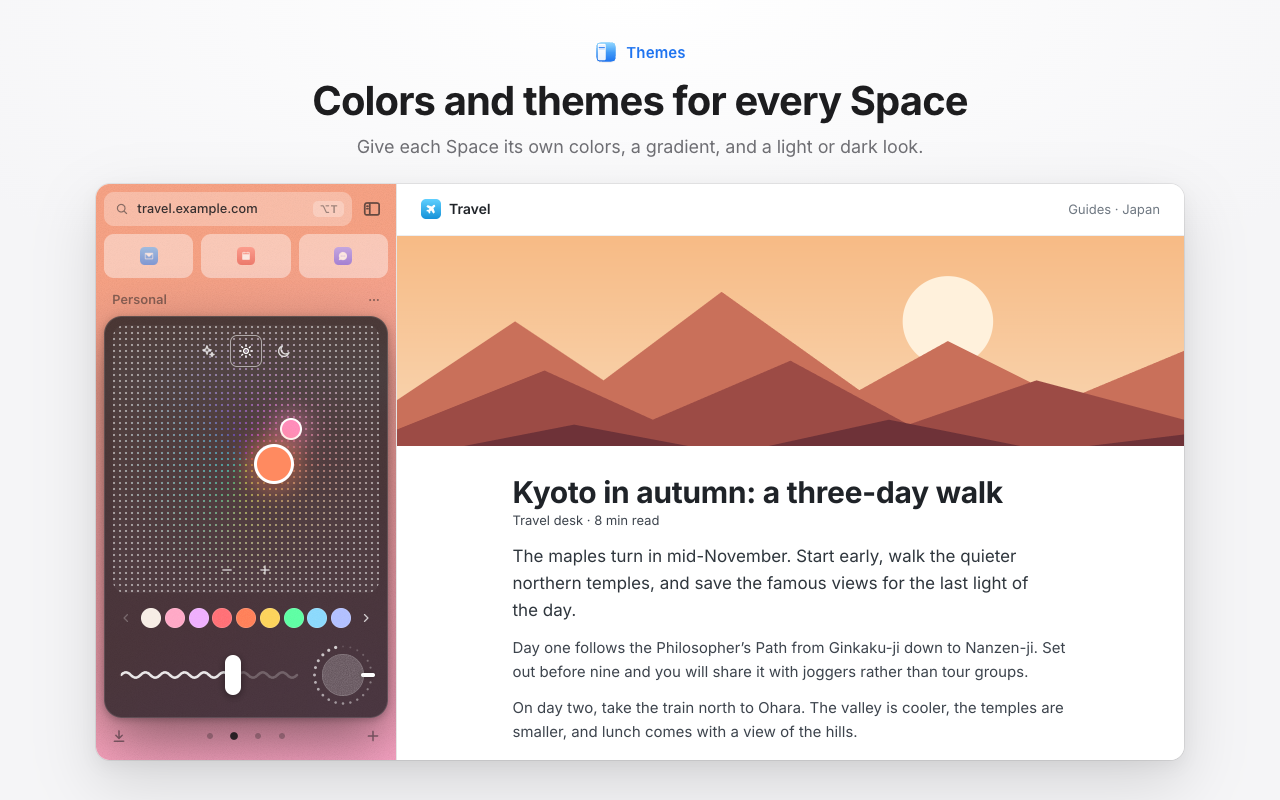 Themes
Colors and themes for every Space
Give each Space its own colors, a gradient, and a light or dark look.
travel.example.com
⌥T
Personal
Travel
Guides · Japan
Kyoto in autumn: a three-day walk
Travel desk · 8 min read
The maples turn in mid-November. Start early, walk the quieter
northern temples, and save the famous views for the last light of
the day.
Day one follows the Philosopher’s Path from Ginkaku-ji down to Nanzen-ji. Set
out before nine and you will share it with joggers rather than tour groups.
On day two, take the train north to Ohara. The valley is cooler, the temples are
smaller, and lunch comes with a view of the hills.